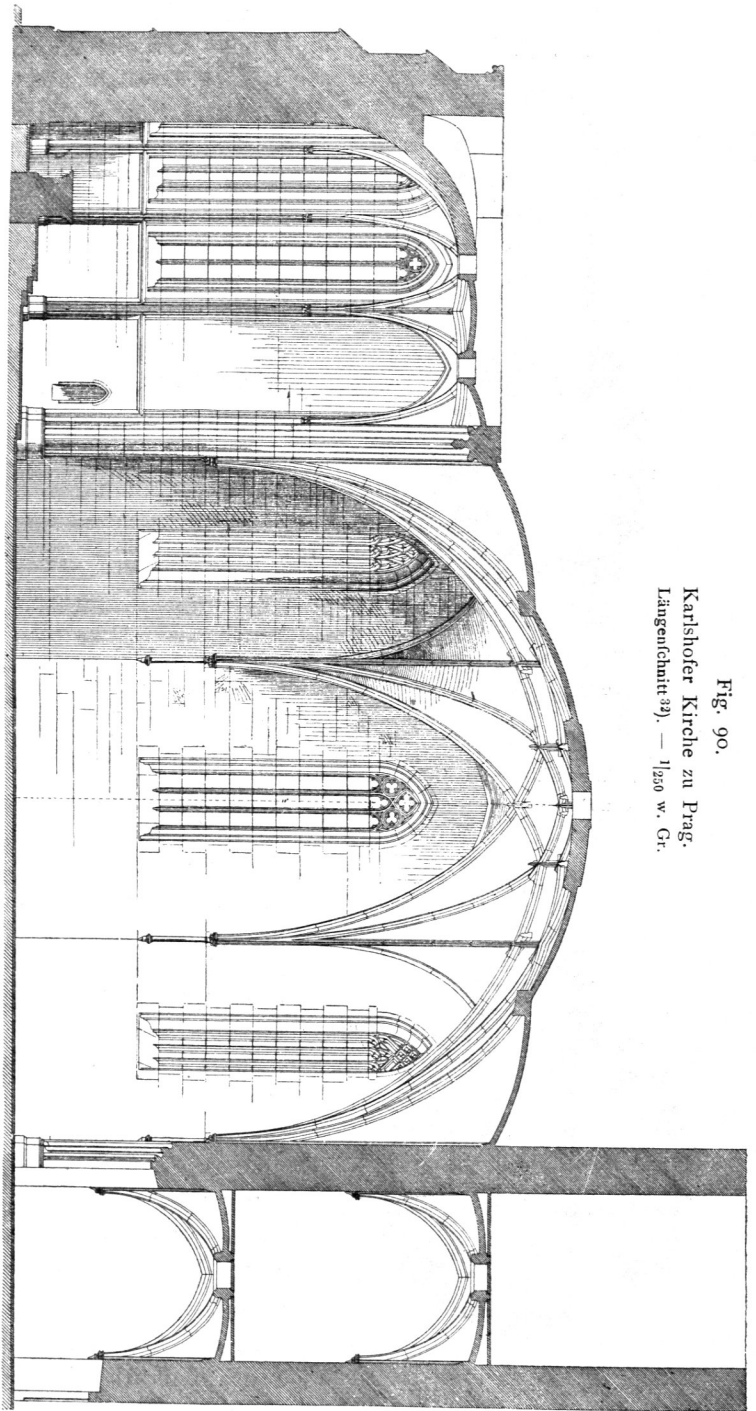 Fig. 90.
Karlshofer Kirche zu Prag.
Längenſchnitt ³²). — 1/250 w. Gr.